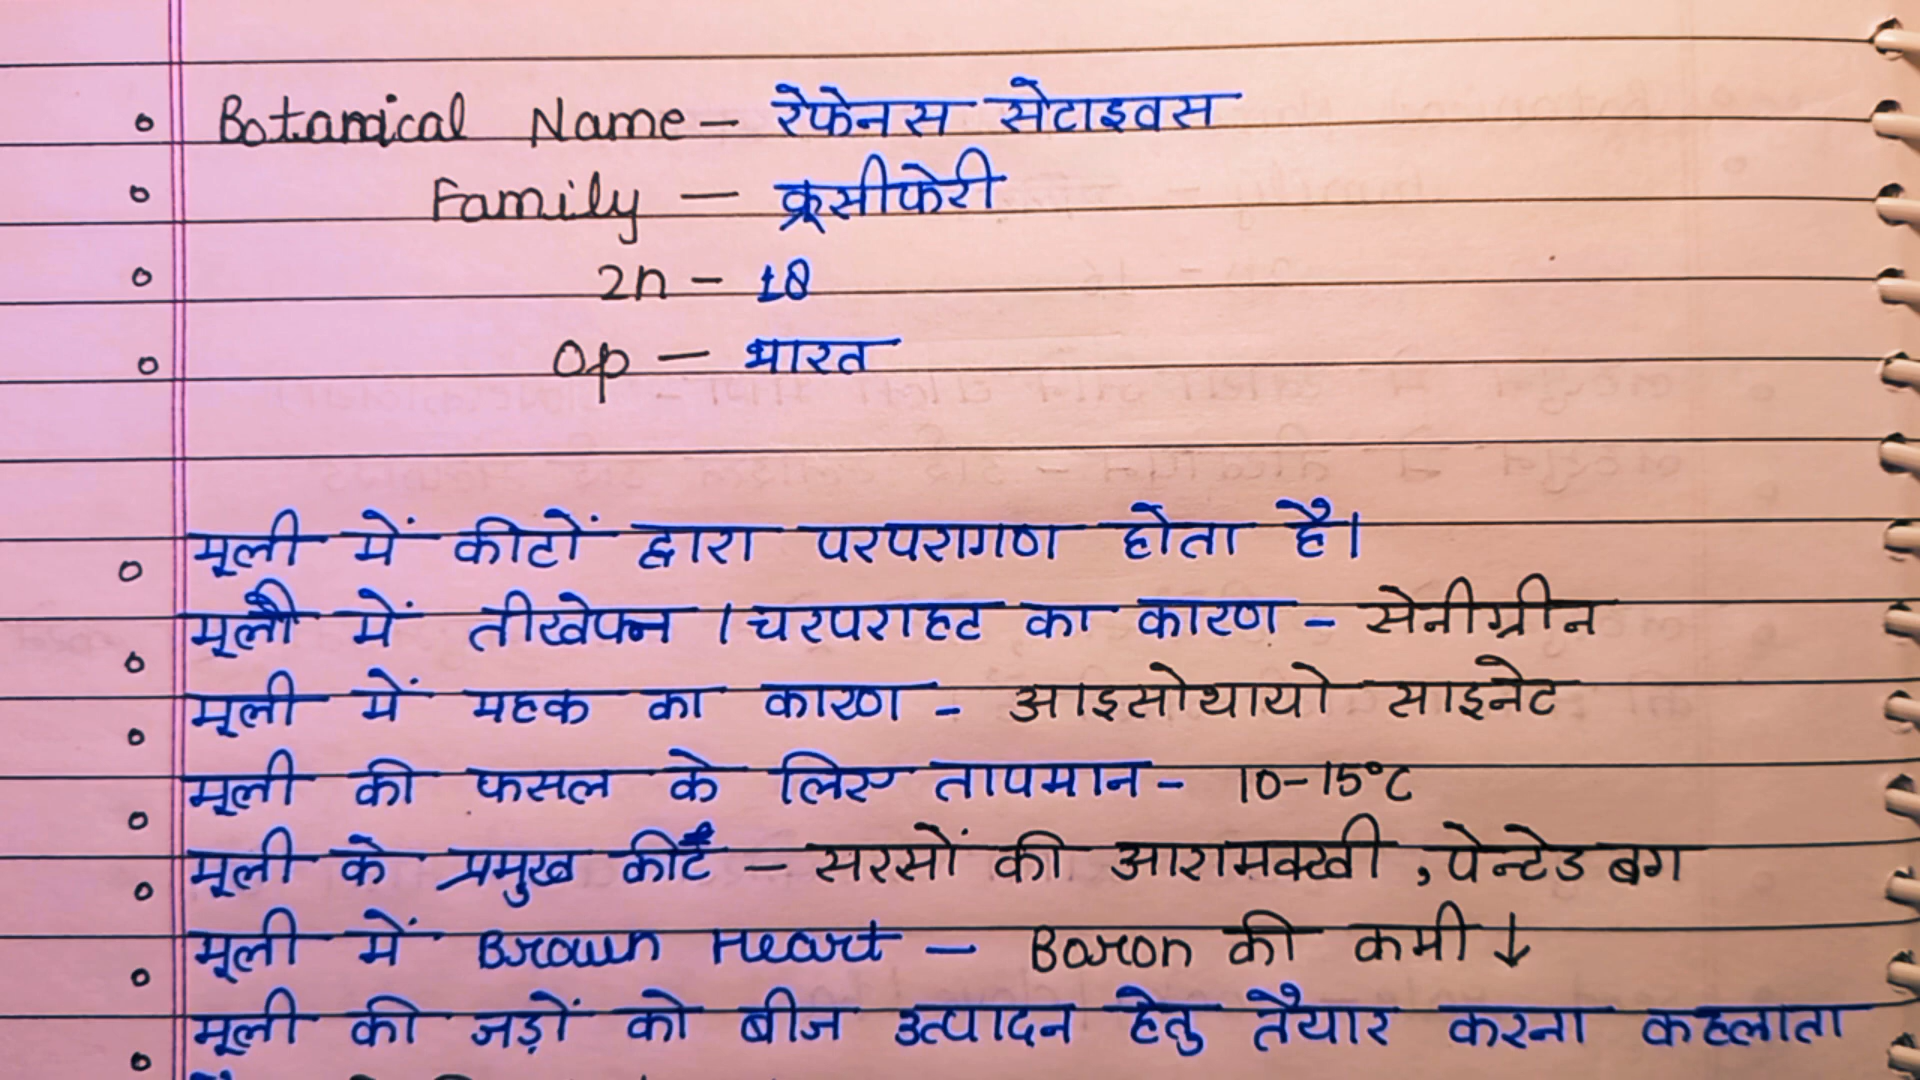 Botanical Name - रेफेनस सेटाइवस
Family - क्रूसीफेरी
2n - 18
Op - भारत
मूली में कीटों द्वारा परपरागण होता है।
मूली में तीखेपन / चरपराहट का कारण - सेनीग्रीन
मूली में महक का कारण - आइसोथायो साइनेट
मूली की फसल के लिए तापमान - 10-15°C
मूली के प्रमुख कीट - सरसों की आरामक्खी , पेन्टेड बग
मूली में Brown Heart - Boron की कमी ↓
मूली की जड़ों को बीज उत्पादन हेतु तैयार करना कहलाता